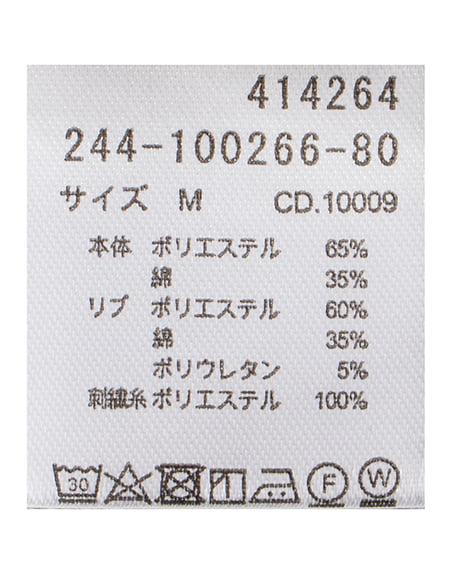 414264
244-100266-80
サイズ M CD.10009
本体 ポリエステル 65%
綿 35%
リブ ポリエステル 60%
綿 35%
ポリウレタン 5%
刺繍糸 ポリエステル 100%
30 F W